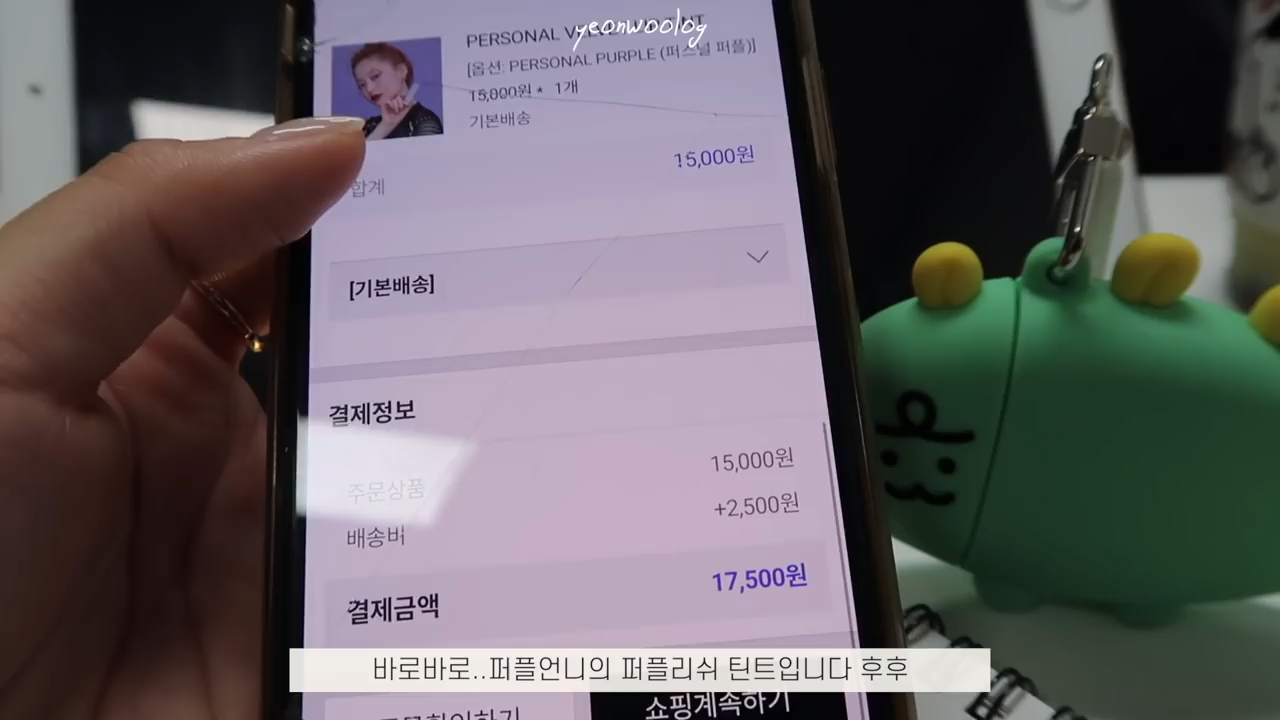 yeonwoolog
PERSONAL
[옵션: PERSONAL PURPLE (퍼스널 퍼플)]
15,000원 * 1개
기본배송
합계
15,000원
[기본배송]
결제정보
주문상품
15,000원
배송비
+2,500원
결제금액
17,500원
바로바로..퍼플언니의 퍼플리쉬 틴트입니다 후후
쇼핑계속하기